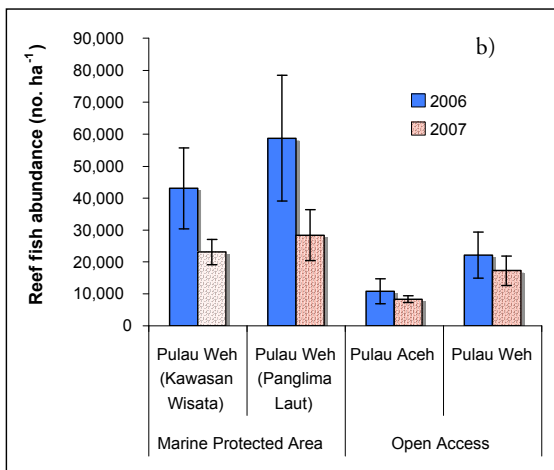 b)
Reef fish abundance (no. ha⁻¹)
90,000
80,000
70,000
60,000
50,000
40,000
30,000
20,000
10,000
0
2006
2007
Pulau Weh
(Kawasan
Wisata)
Pulau Weh
(Panglima
Laut)
Pulau Aceh
Pulau Weh
Marine Protected Area
Open Access